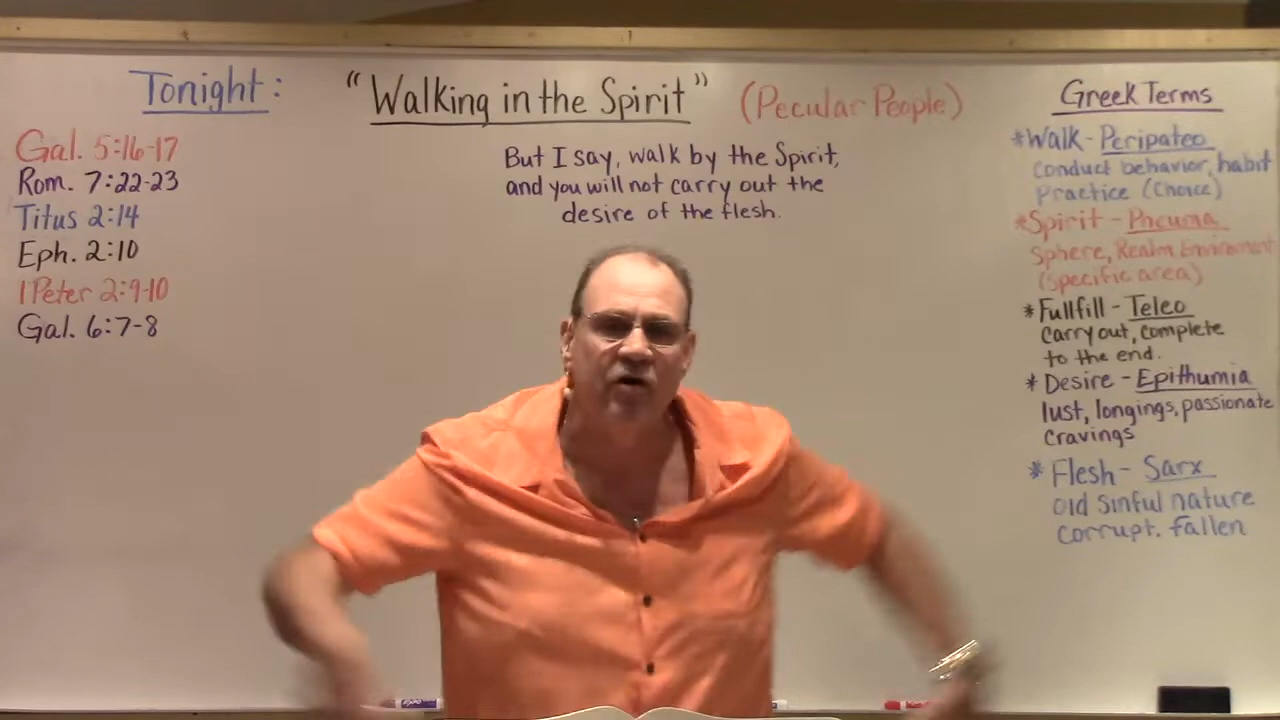 Tonight:
"Walking in the Spirit" (Pecular People)
Gal. 5:16-17
Rom. 7:22-23
Titus 2:14
Eph. 2:10
1 Peter 2:9-10
Gal. 6:7-8
But I say, walk by the Spirit,
and you will not carry out the
desire of the flesh.
Greek Terms
*Walk - Peripateo
conduct behavior, habit
Practice (Choice)
*Spirit - Pneuma
Sphere, Realm, Environment
(Specific area)
*Fullfill - Teleo
Carry out, complete
to the end.
*Desire - Epithumia
lust, longings, passionate
Cravings
*Flesh - Sarx
old sinful nature
corrupt. fallen
EXPO